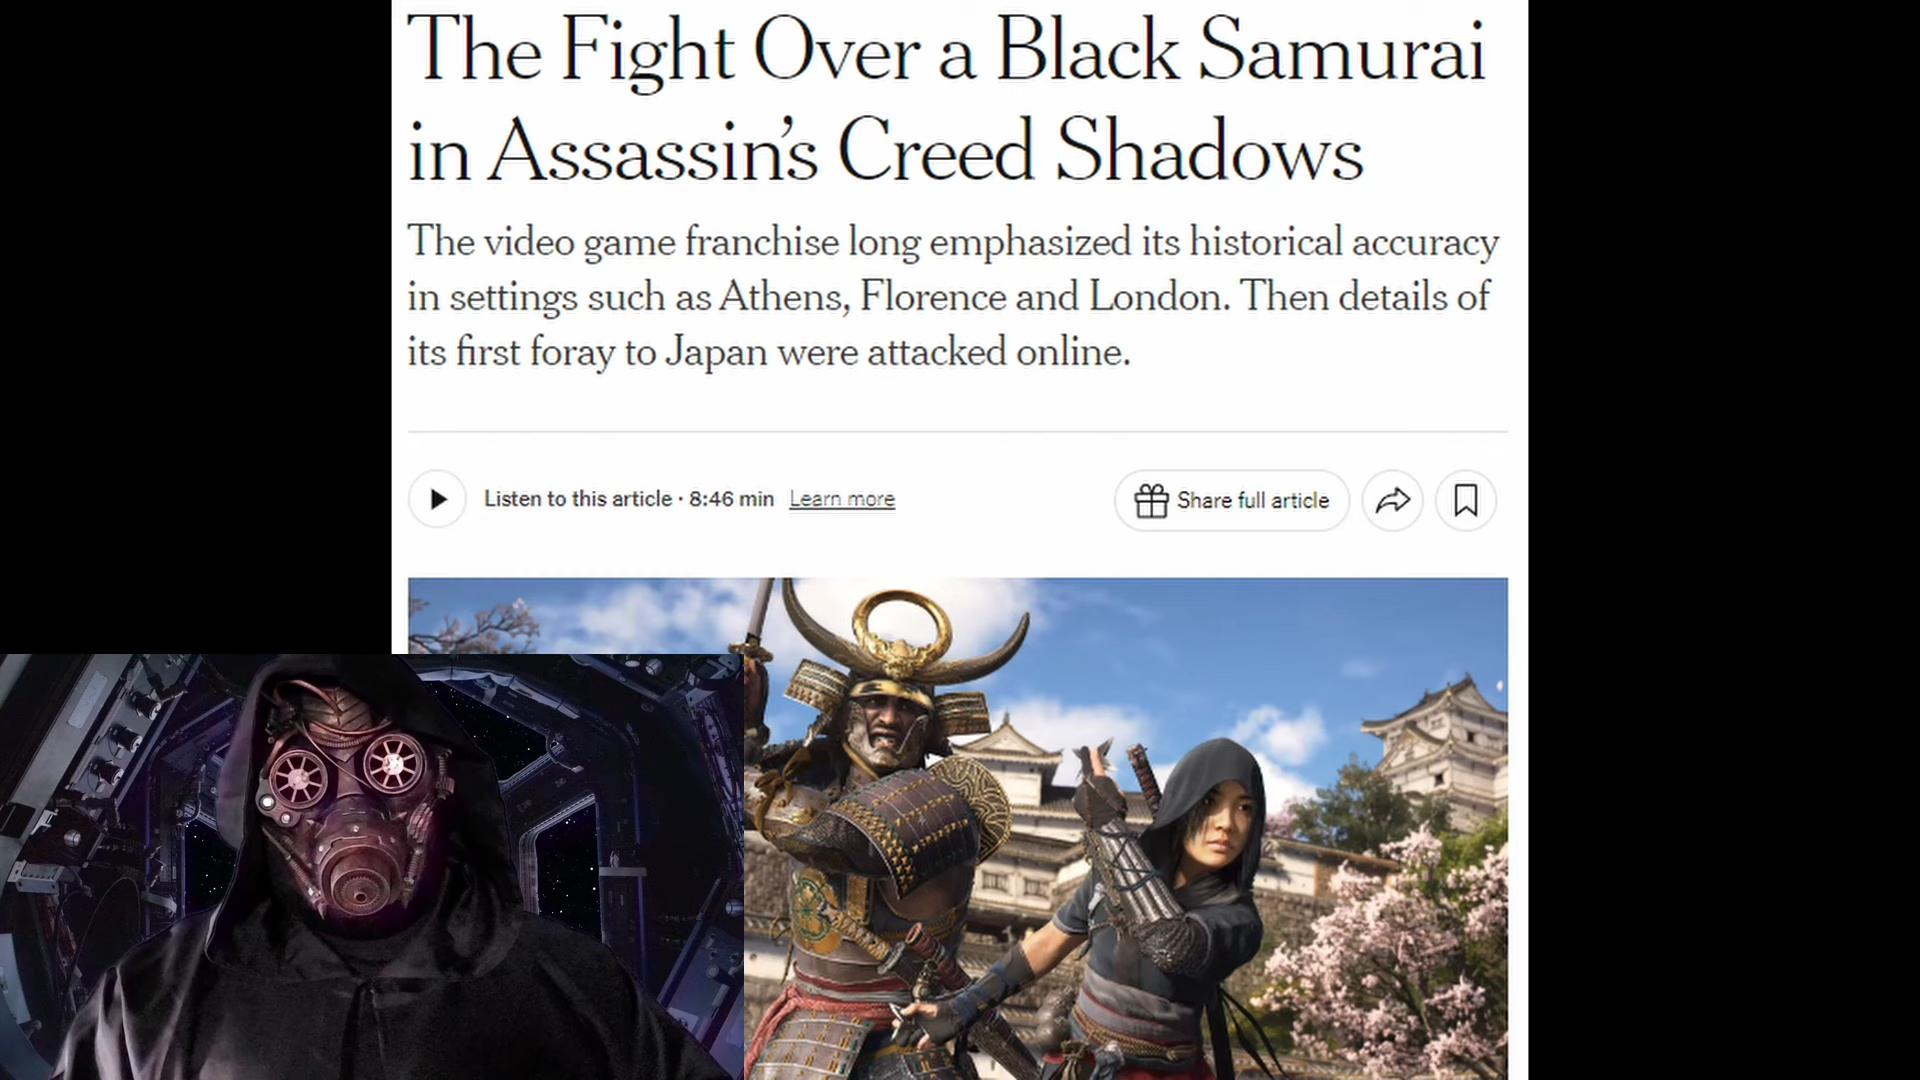 The Fight Over a Black Samurai
in Assassin’s Creed Shadows
The video game franchise long emphasized its historical accuracy
in settings such as Athens, Florence and London. Then details of
its first foray to Japan were attacked online.
Listen to this article · 8:46 min Learn more
Share full article